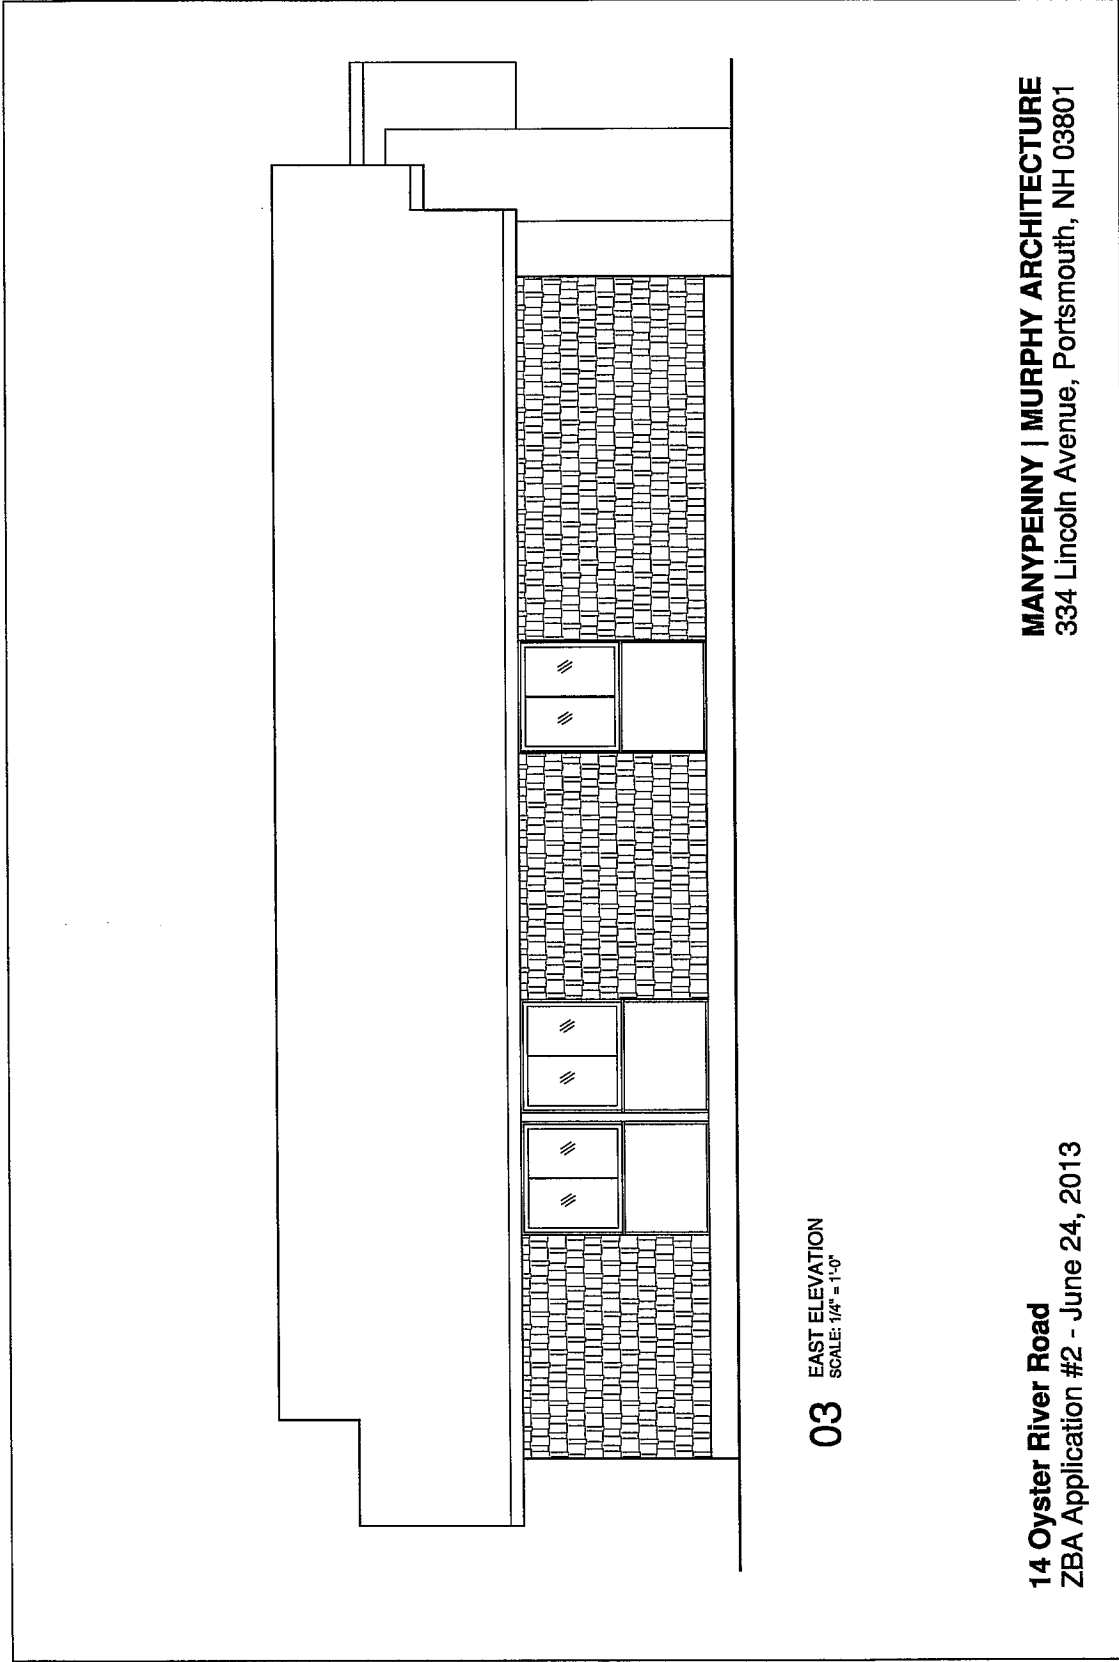 03
EAST ELEVATION
SCALE: 1/4" = 1'-0"
14 Oyster River Road
ZBA Application #2 - June 24, 2013
MANYPENNY | MURPHY ARCHITECTURE
334 Lincoln Avenue, Portsmouth, NH 03801